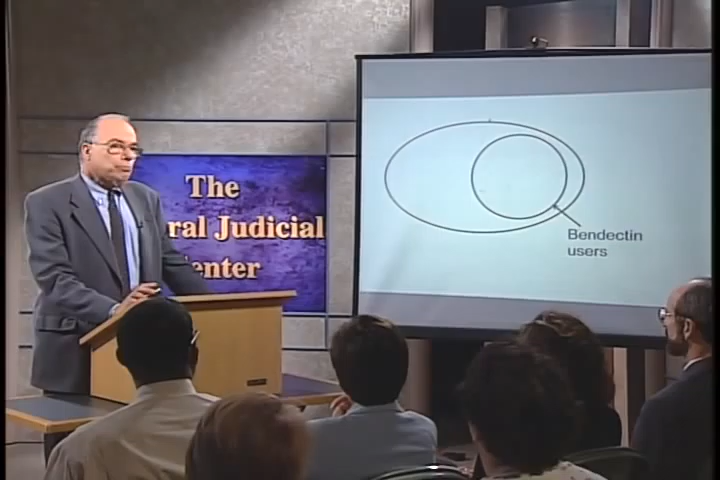 The
ral Judicial
enter
Bendectin
users